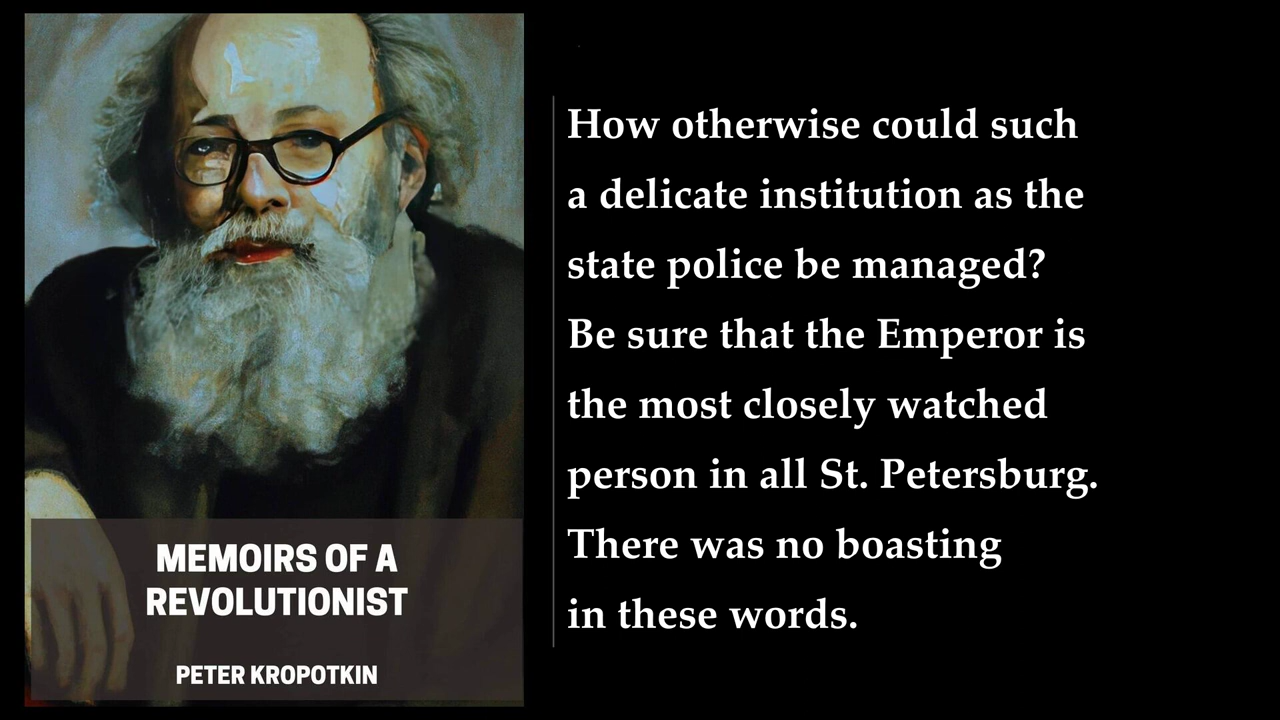 MEMOIRS OF A
REVOLUTIONIST
PETER KROPOTKIN
How otherwise could such
a delicate institution as the
state police be managed?
Be sure that the Emperor is
the most closely watched
person in all St. Petersburg.
There was no boasting
in these words.